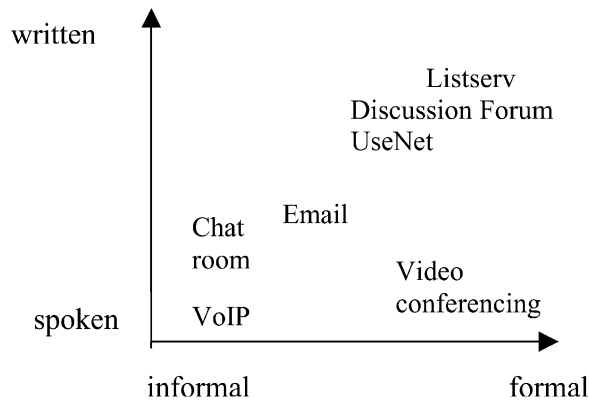 written
Listserv
Discussion Forum
UseNet
Email
Chat
room
Video
conferencing
spoken
VoIP
informal
formal